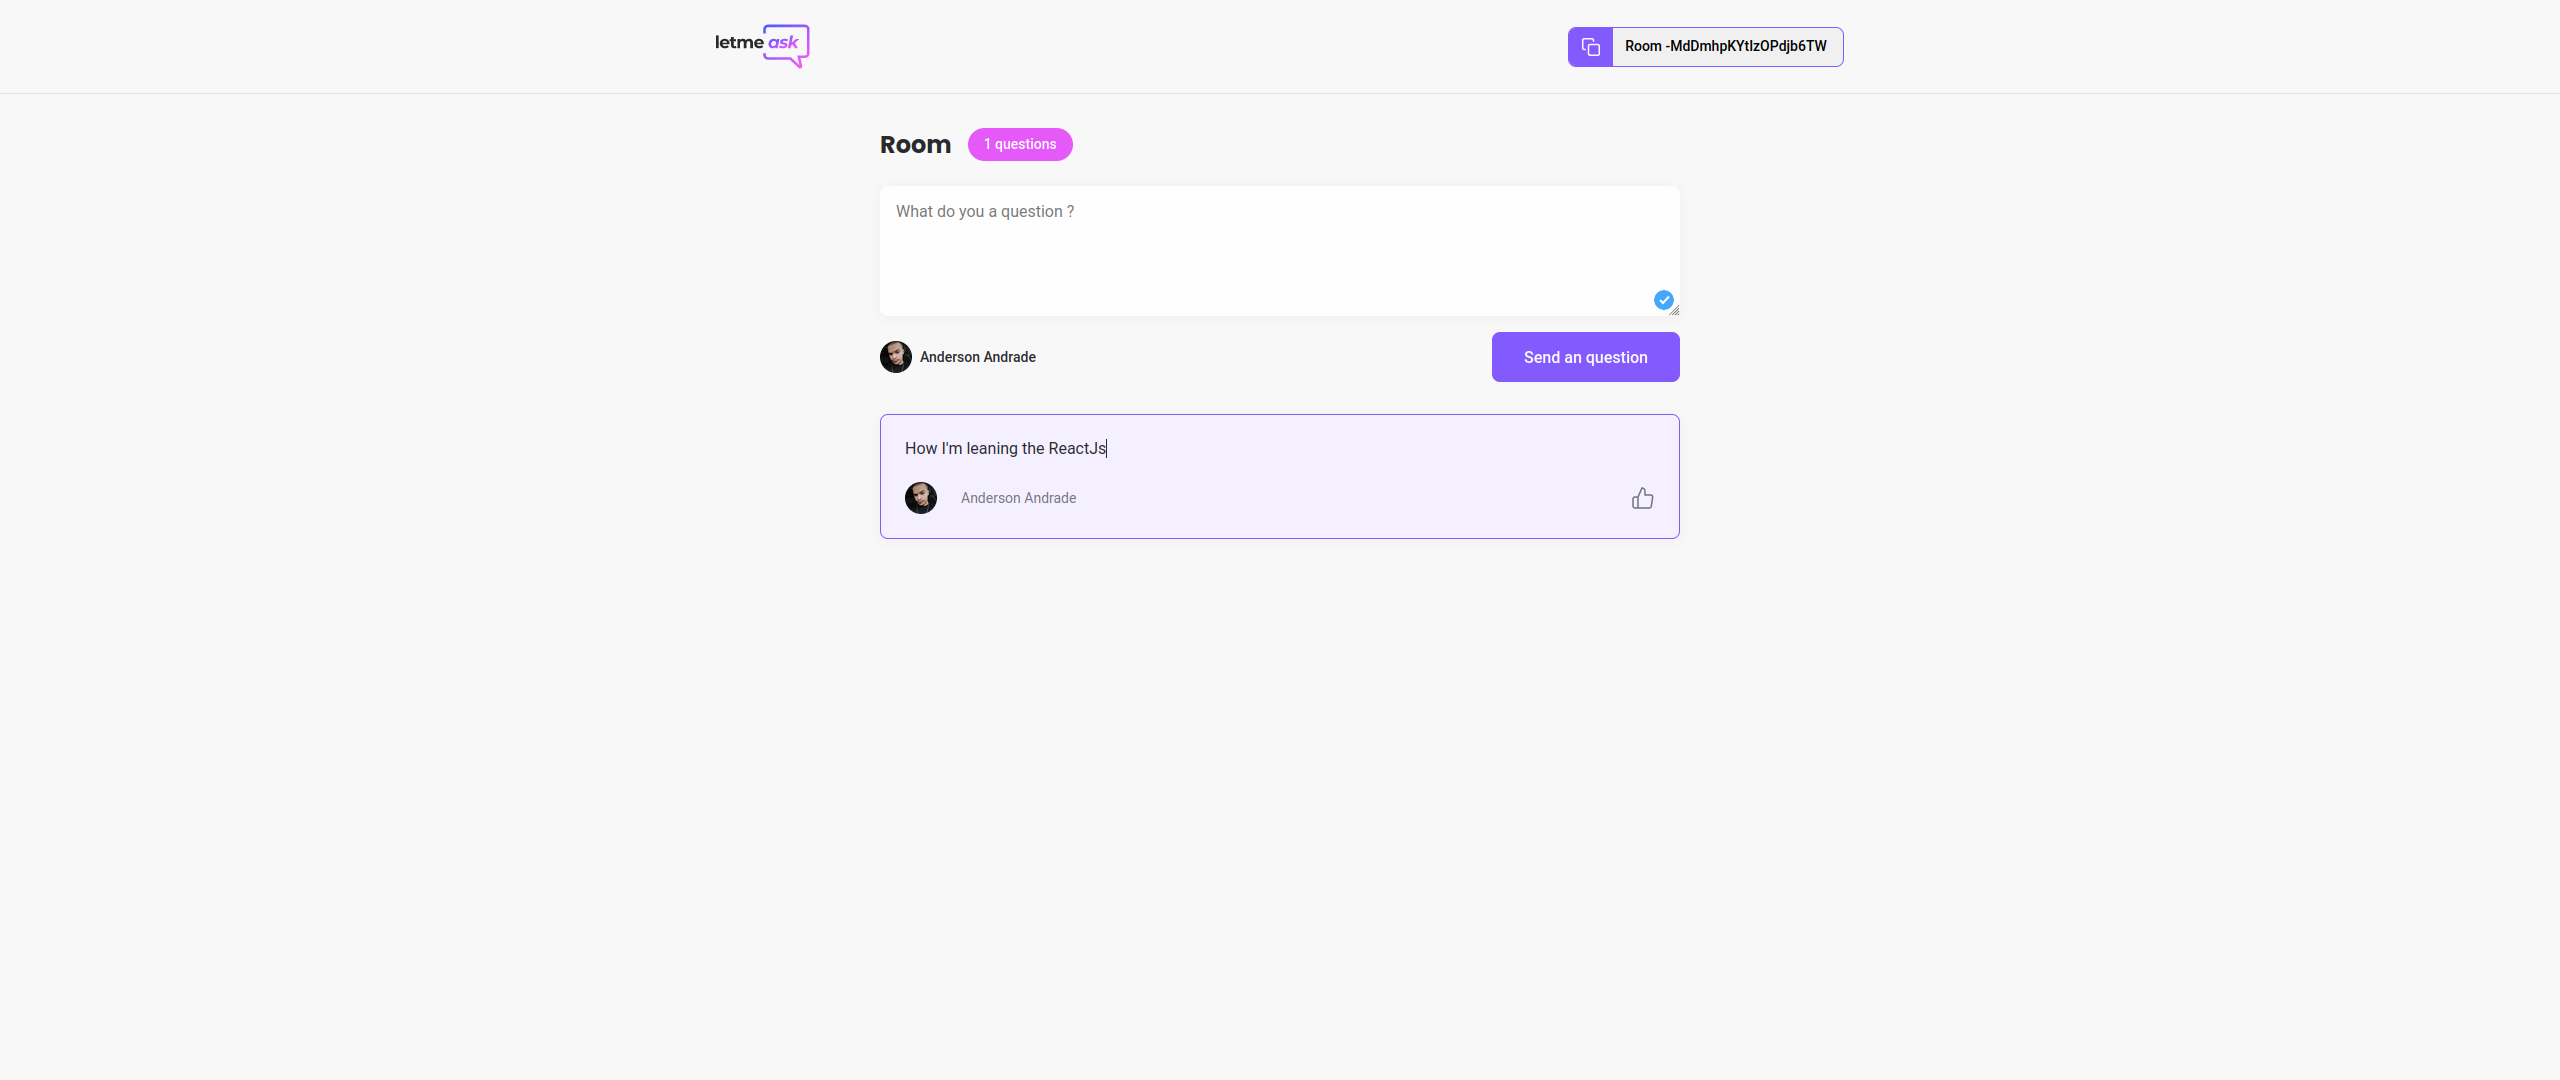 letme ask
Room -MdDmhpKYtIzOPdjb6TW
Room
1 questions
What do you a question ?
Anderson Andrade
Send an question
How I'm leaning the ReactJs
Anderson Andrade